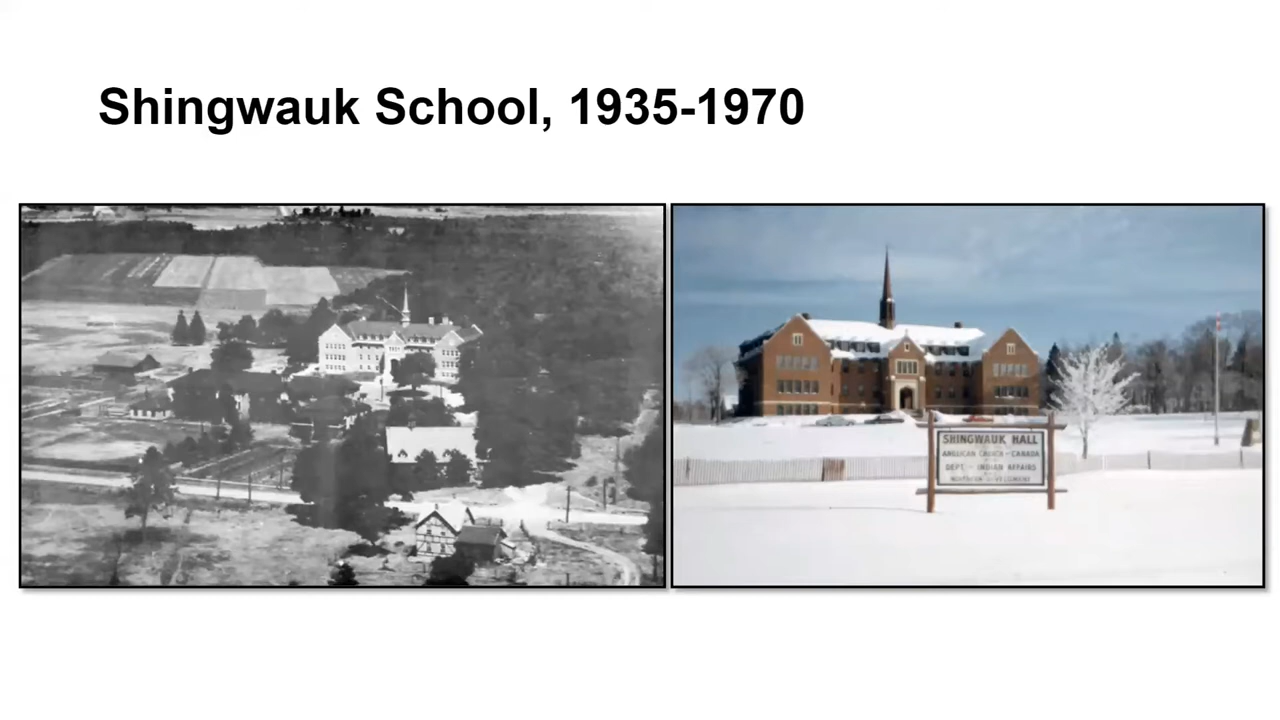 Shingwauk School, 1935-1970
SHINGWAUK HALL
ANGLICAN CHURCH - CANADA
DEPT - INDIAN AFFAIRS